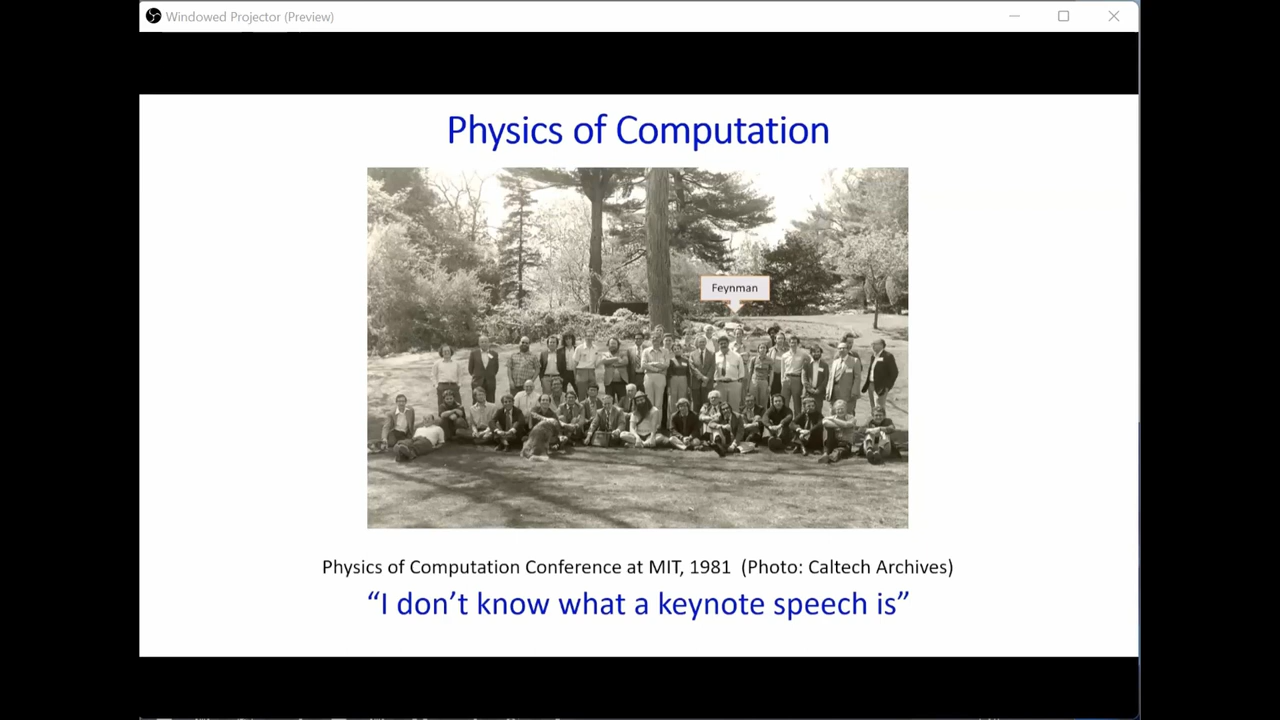 Windowed Projector (Preview)
Physics of Computation
Feynman
Physics of Computation Conference at MIT, 1981 (Photo: Caltech Archives)
“I don’t know what a keynote speech is”